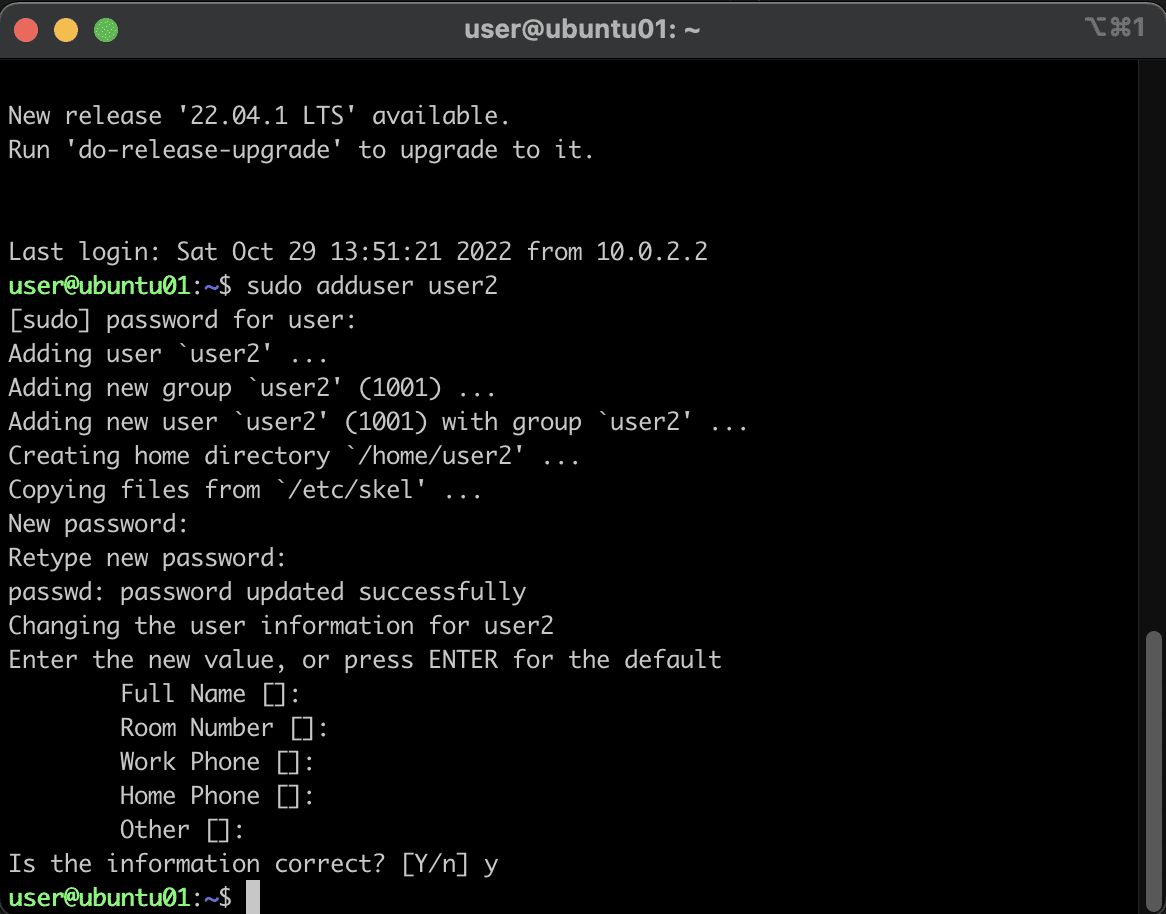 user@ubuntu01: ~
⌥⌘1
New release '22.04.1 LTS' available.
Run 'do-release-upgrade' to upgrade to it.
Last login: Sat Oct 29 13:51:21 2022 from 10.0.2.2
user@ubuntu01:~$ sudo adduser user2
[sudo] password for user:
Adding user `user2' ...
Adding new group `user2' (1001) ...
Adding new user `user2' (1001) with group `user2' ...
Creating home directory `/home/user2' ...
Copying files from `/etc/skel' ...
New password:
Retype new password:
passwd: password updated successfully
Changing the user information for user2
Enter the new value, or press ENTER for the default
Full Name []:
Room Number []:
Work Phone []:
Home Phone []:
Other []:
Is the information correct? [Y/n] y
user@ubuntu01:~$